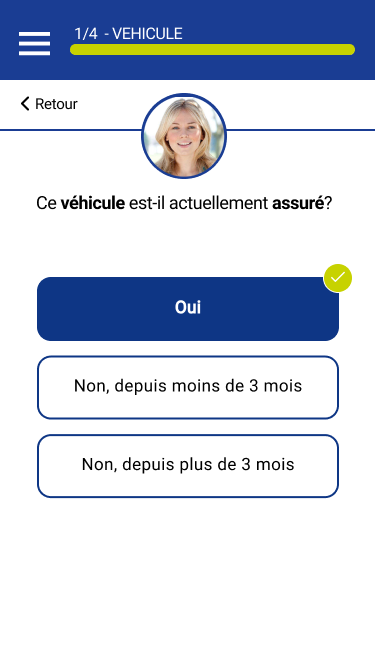 1/4 - VEHICULE
Retour
Ce véhicule est-il actuellement assuré?
Oui
Non, depuis moins de 3 mois
Non, depuis plus de 3 mois